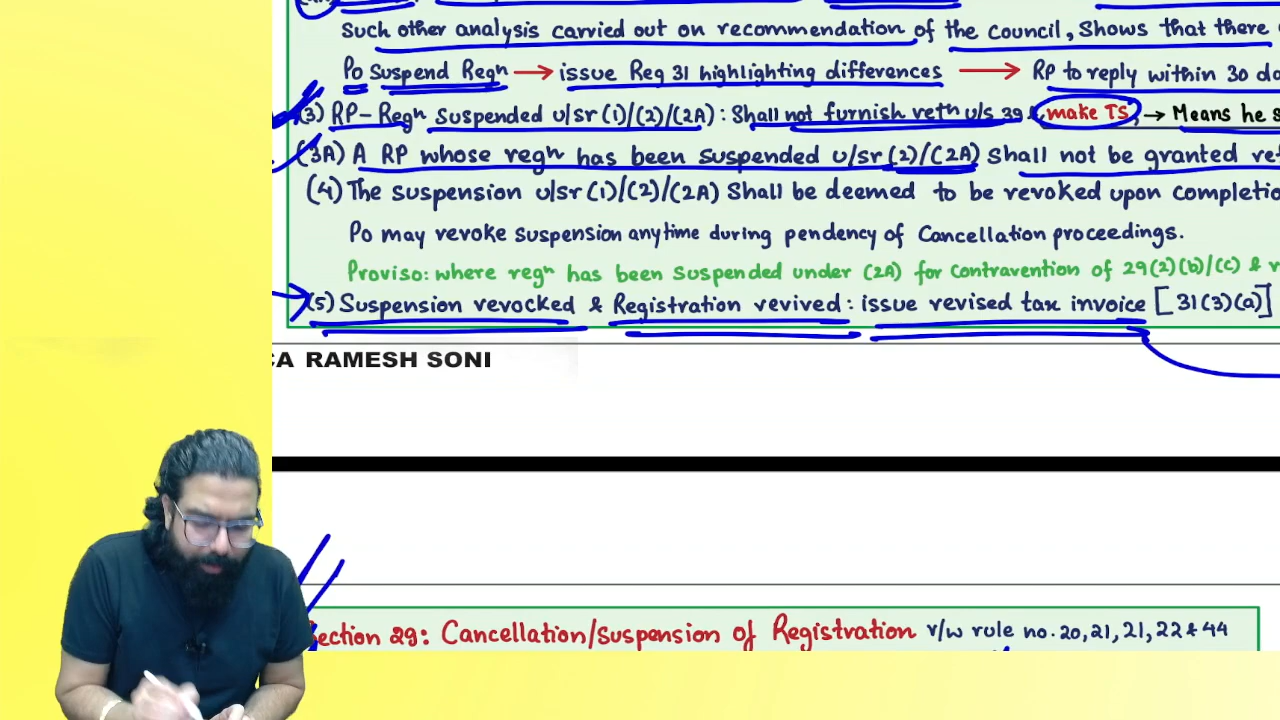 Such other analysis carried out on recommendation of the council, Shows that there
Po Suspend Regn → issue Reg 31 highlighting differences → RP to reply within 30 da
(3) RP-Regn Suspended u/sr (1)/(2)/(2A): Shall not furnish retn u/s 39 & make TS, → Means he s
(3A) A RP whose regn has been suspended u/sr (2)/(2A) Shall not be granted ref
(4) The suspension u/sr (1)/(2)/(2A) Shall be deemed to be revoked upon completio
Po may revoke suspension anytime during pendency of Cancellation proceedings.
Proviso: where regn has been suspended under (2A) for contravention of 29(2)(b)/(c) & r
(5) Suspension revocked & Registration revived: issue revised tax invoice [31(3)(a)]
CA RAMESH SONI
Section 29: Cancellation/suspension of Registration r/w rule no. 20, 21, 21, 22 & 44